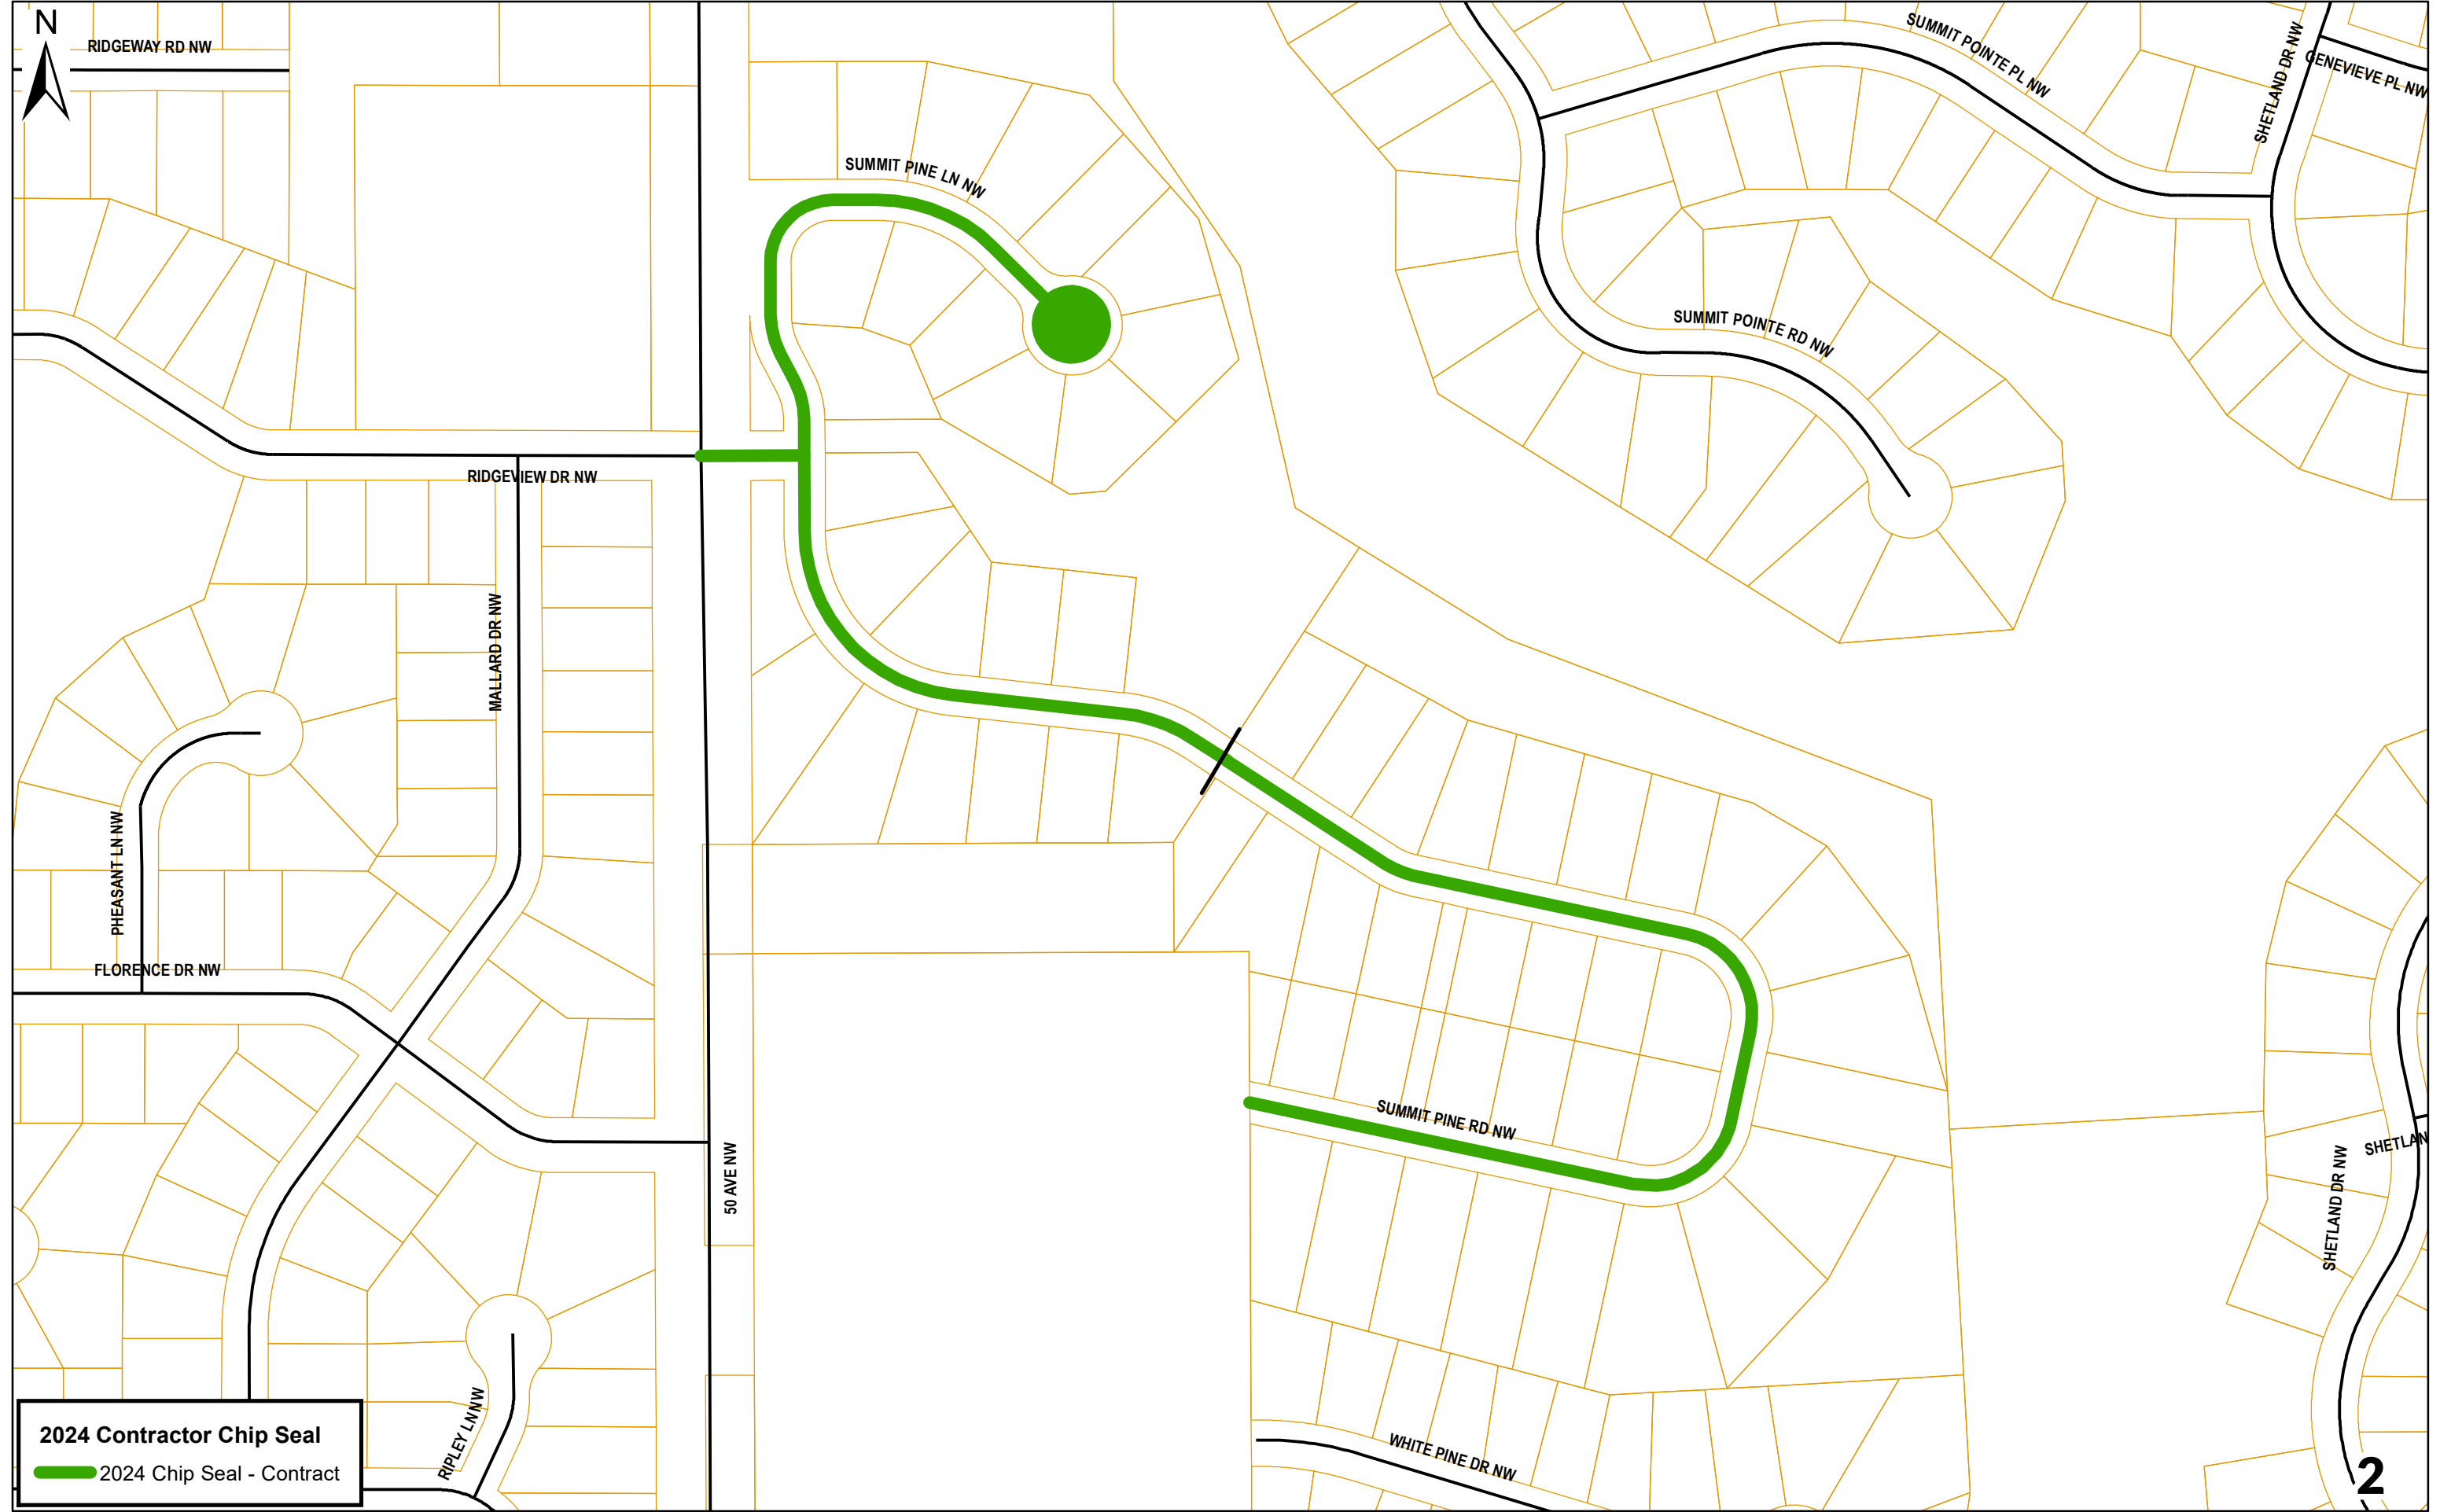 N
RIDGEWAY RD NW
SUMMIT POINTE PL NW
SHETLAND DR NW
GENEVIEVE PL NW
SUMMIT PINE LN NW
SUMMIT POINTE RD NW
RIDGEVIEW DR NW
MALLARD DR NW
PHEASANT LN NW
FLORENCE DR NW
50 AVE NW
SUMMIT PINE RD NW
SHETLAN
SHETLAND DR NW
RIPLEY LN NW
WHITE PINE DR NW
2024 Contractor Chip Seal
2024 Chip Seal - Contract
2